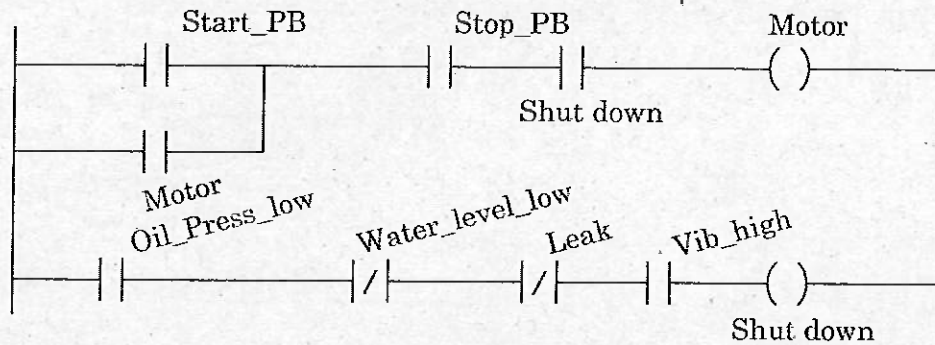 Start_PB Stop_PB Motor
Shut down
Motor
Oil_Press_low Water_level_low Leak Vib_high
Shut down